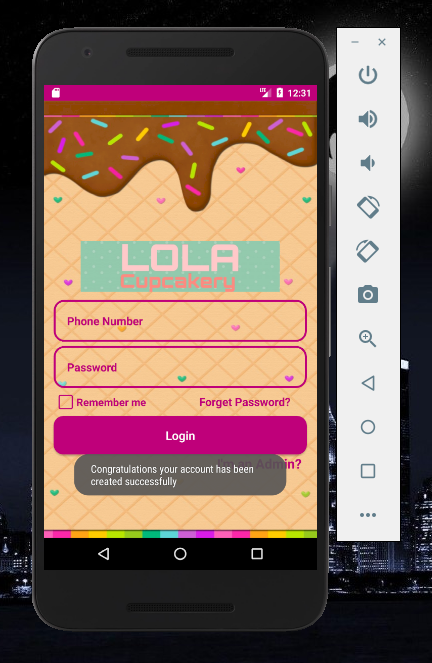 LTE 12:31
LOLA
Cupcakery
Phone Number
Password
Remember me
Forget Password?
Login
Admin?
Congratulations your account has been
created successfully